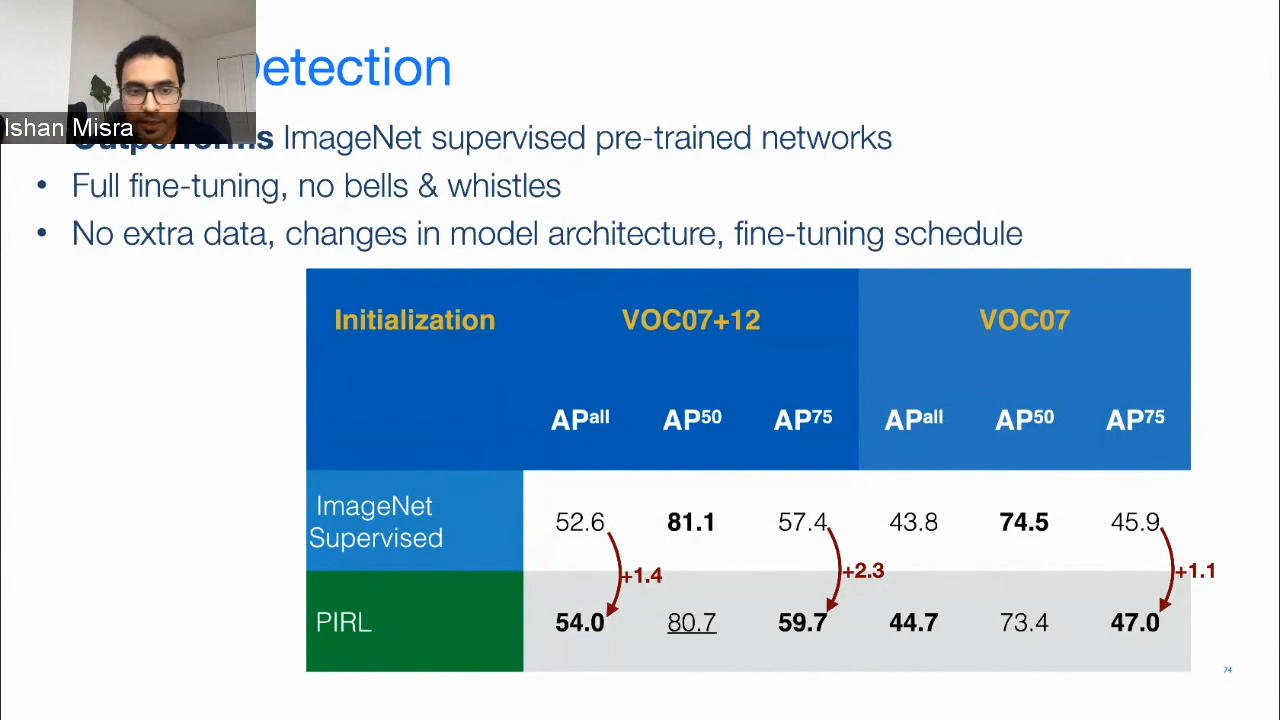 etection
Ishan Misra
Outperforms ImageNet supervised pre-trained networks
• Full fine-tuning, no bells & whistles
• No extra data, changes in model architecture, fine-tuning schedule
Initialization VOC07+12 VOC07
APall AP50 AP75 APall AP50 AP75
ImageNet
Supervised
52.6 81.1 57.4 43.8 74.5 45.9
+1.4 +2.3 +1.1
PIRL 54.0 80.7 59.7 44.7 73.4 47.0
74